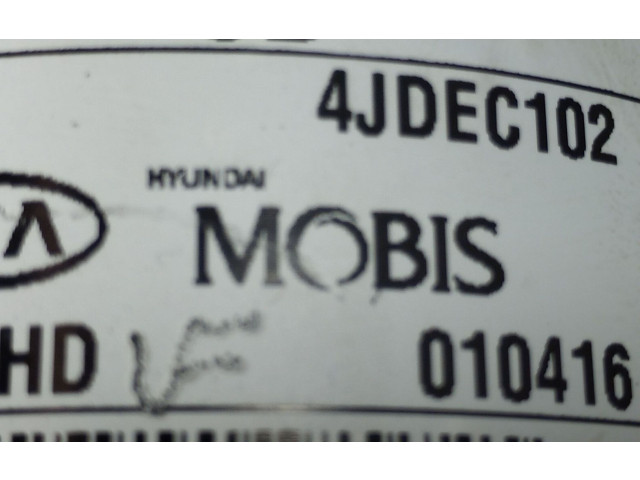 4JDEC102
HYUNDAI
MOBIS
HD
010416